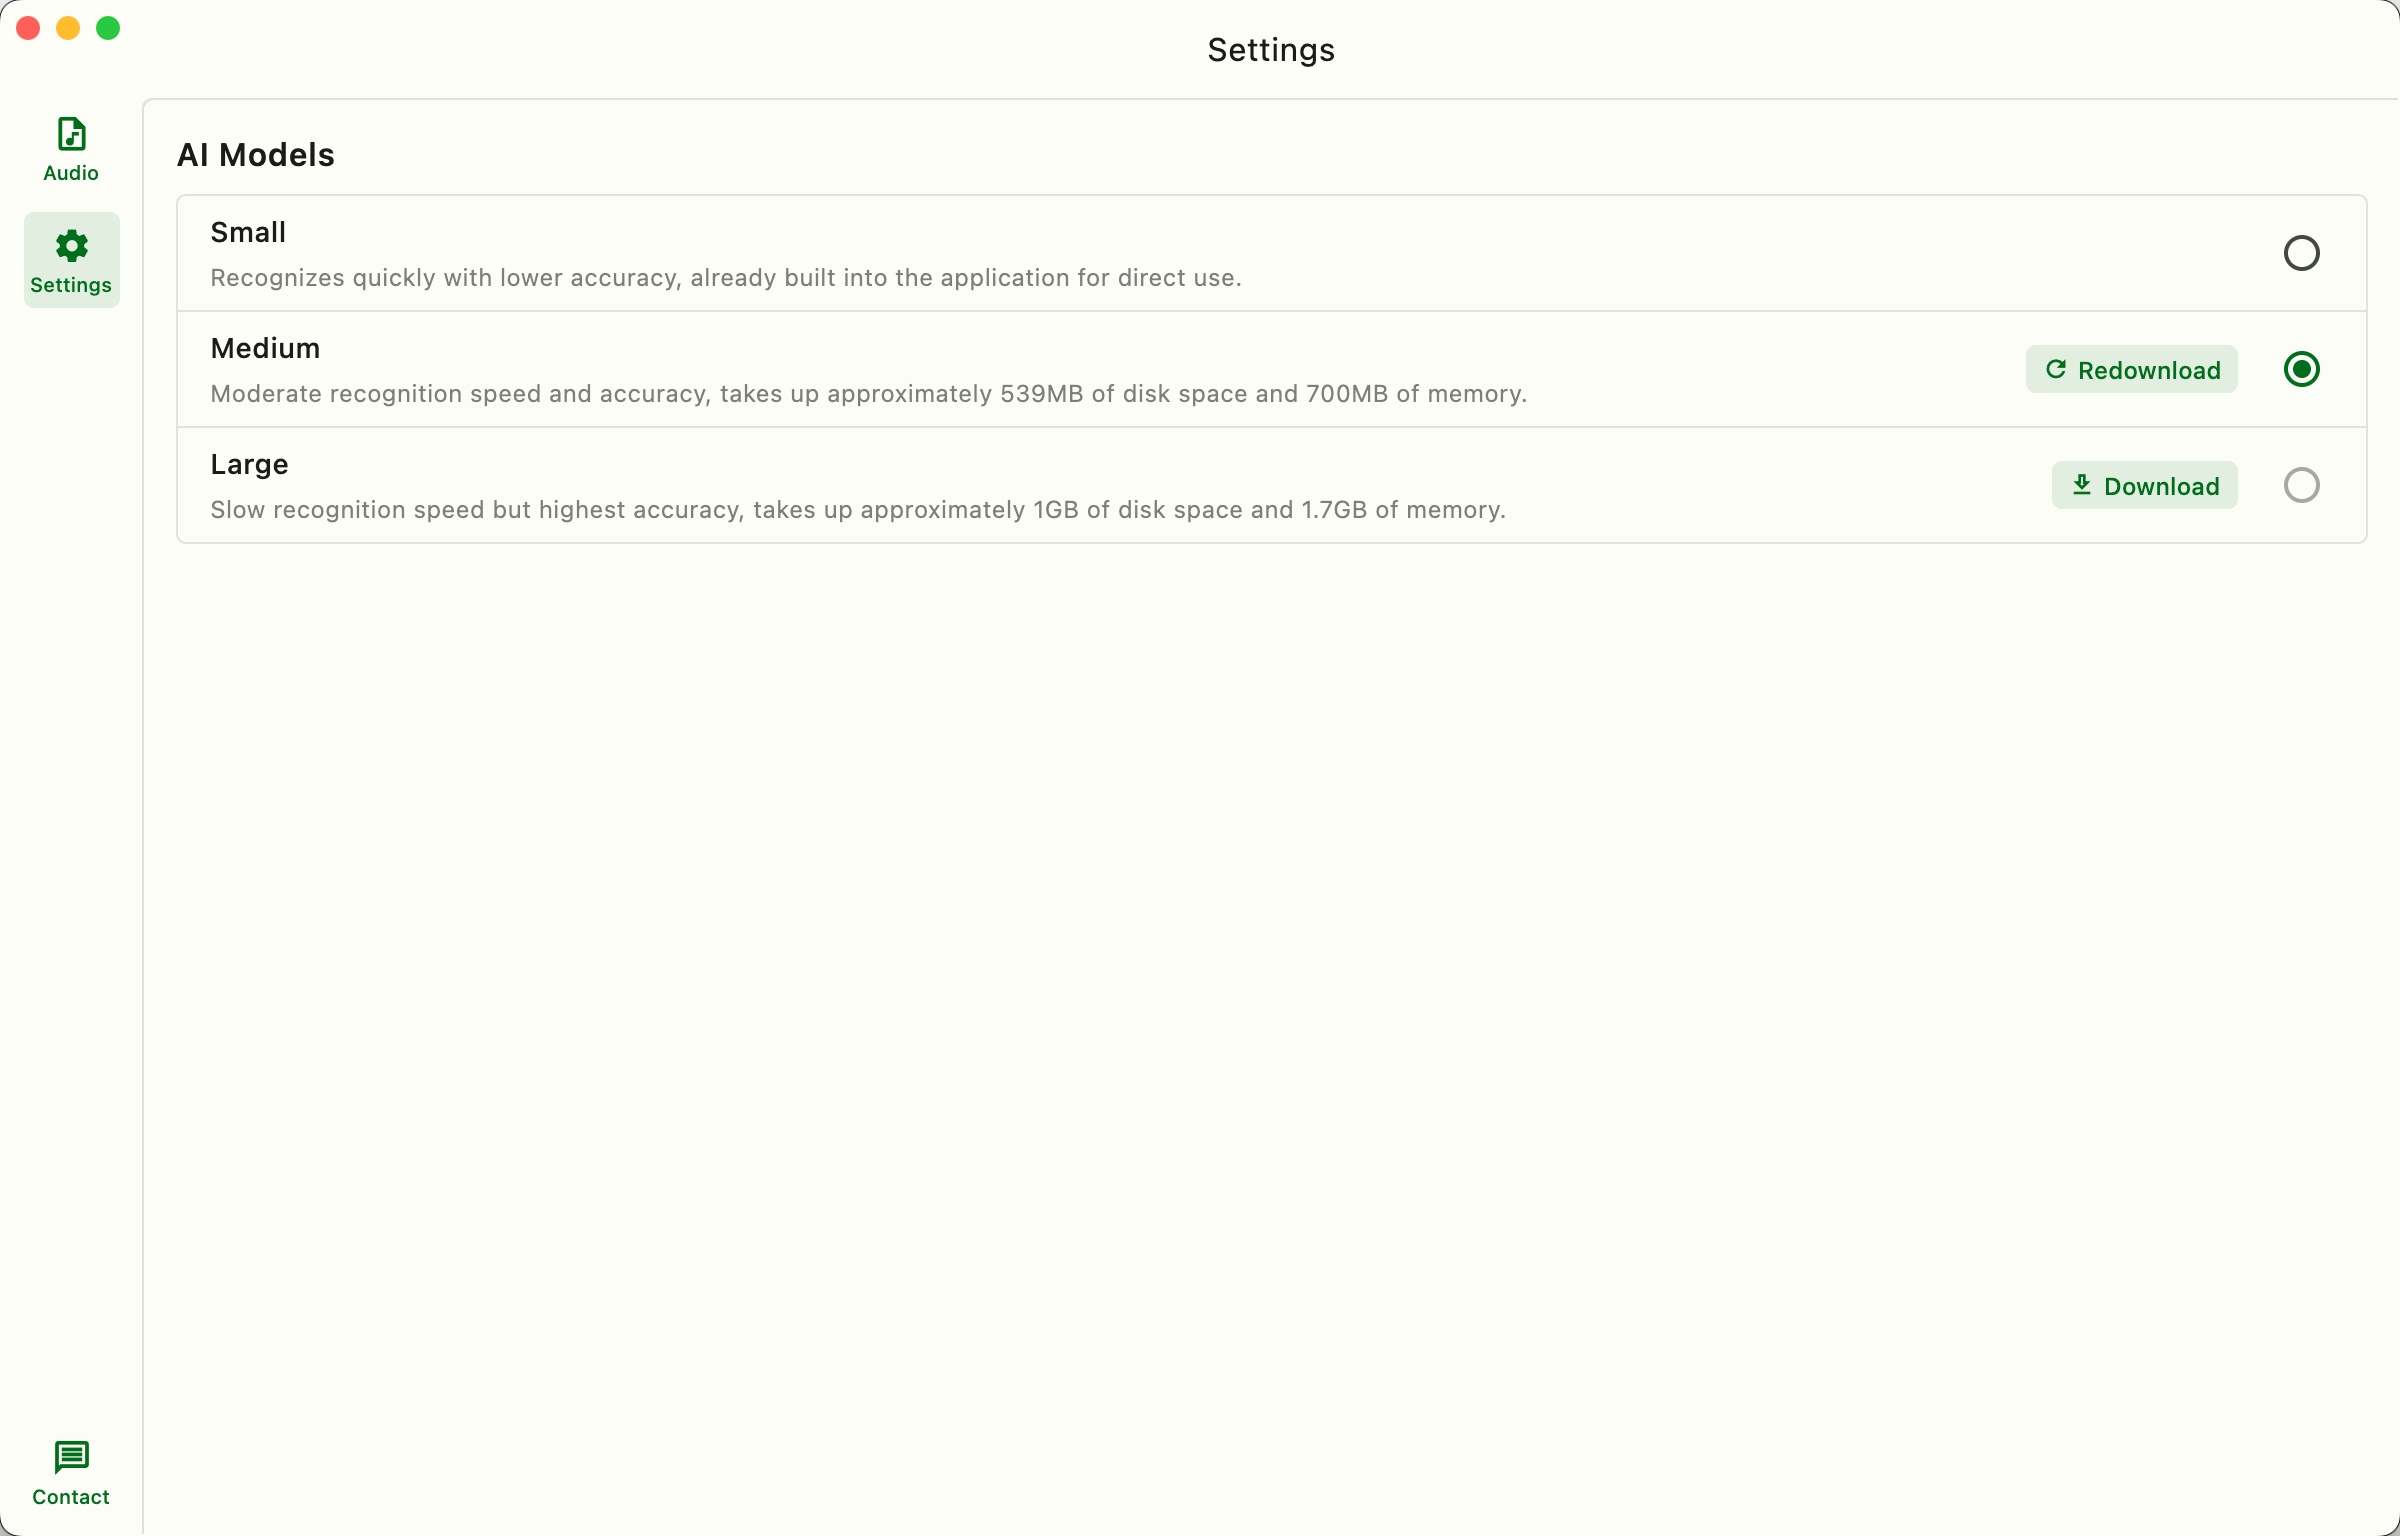 Settings
Audio
Settings
AI Models
Small
Recognizes quickly with lower accuracy, already built into the application for direct use.
Medium
Moderate recognition speed and accuracy, takes up approximately 539MB of disk space and 700MB of memory.
Redownload
Large
Slow recognition speed but highest accuracy, takes up approximately 1GB of disk space and 1.7GB of memory.
Download
Contact